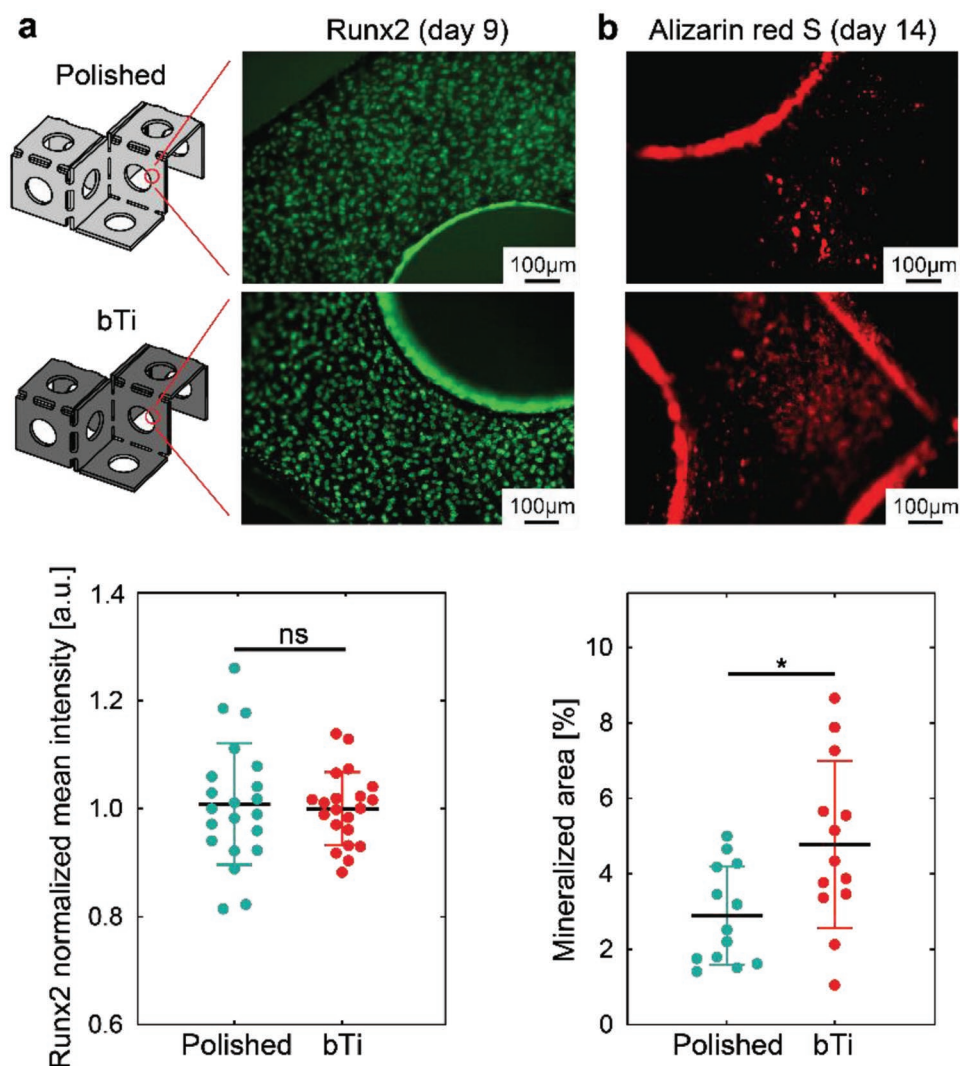 a
Runx2 (day 9)
b
Alizarin red S (day 14)
Polished
100µm
100µm
bTi
100µm
100µm
Runx2 normalized mean intensity [a.u.]
1.4
1.2
1.0
0.8
0.6
ns
Polished
bTi
Mineralized area [%]
10
8
6
4
2
0
*
Polished
bTi